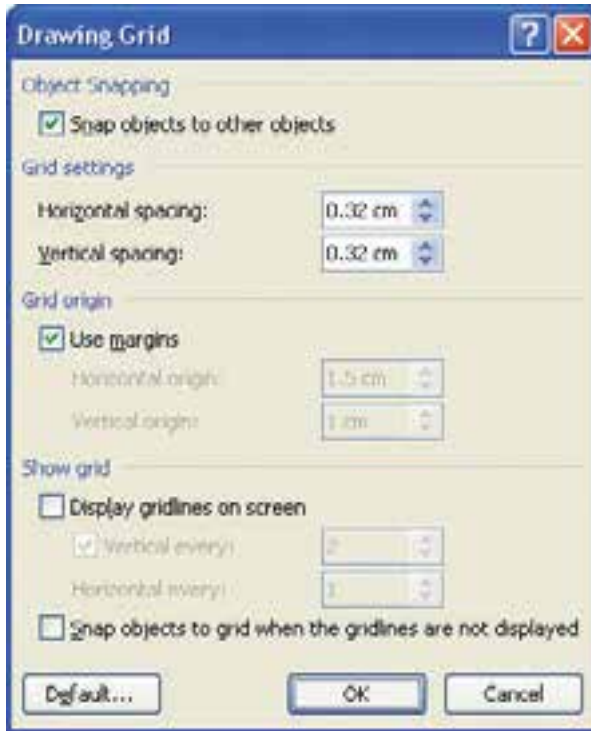 Drawing Grid
Object Snapping
Snap objects to other objects
Grid settings
Horizontal spacing: 0.32 cm
Vertical spacing: 0.32 cm
Grid origin
Use margins
Horizontal origin: 1.5 cm
Vertical origin: 1 cm
Show grid
Display gridlines on screen
Vertical every: 2
Horizontal every: 1
Snap objects to grid when the gridlines are not displayed
Default... OK Cancel